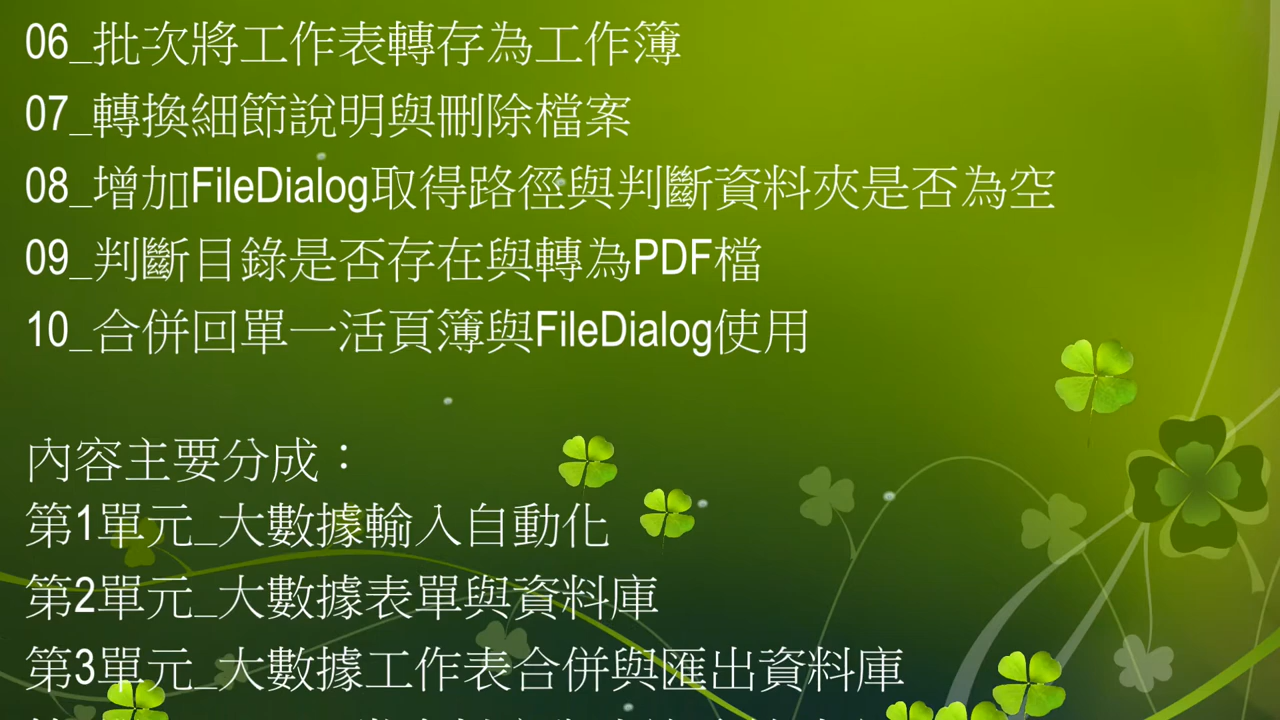 06_批次將工作表轉存為工作簿
07_轉換細節說明與刪除檔案
08_增加FileDialog取得路徑與判斷資料夾是否為空
09_判斷目錄是否存在與轉為PDF檔
10_合併回單一活頁簿與FileDialog使用
內容主要分成：
第1單元_大數據輸入自動化
第2單元_大數據表單與資料庫
第3單元_大數據工作表合併與匯出資料庫